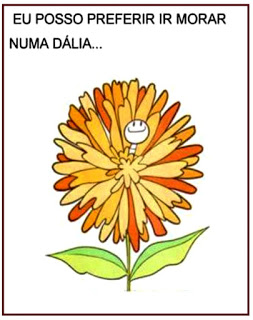 EU POSSO PREFERIR IR MORAR
NUMA DÁLIA...